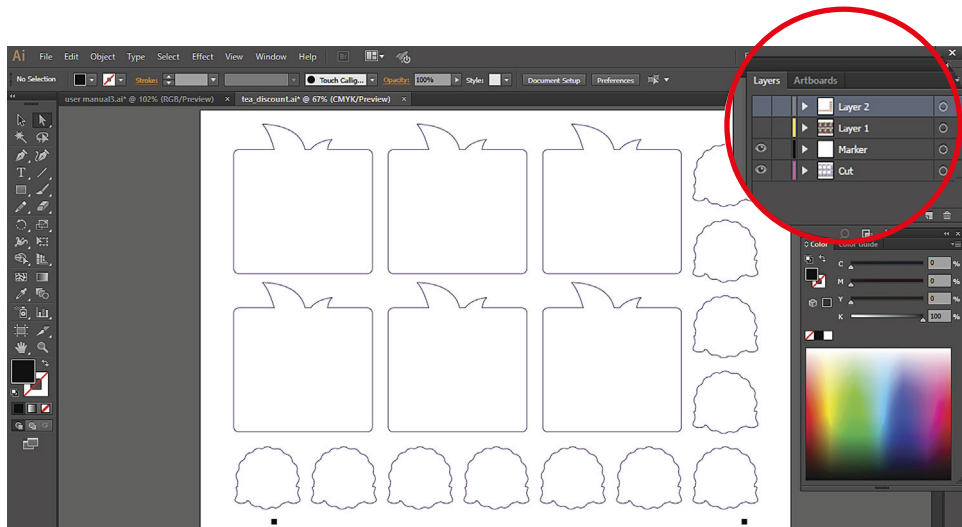 Ai File Edit Object Type Select Effect View Window Help
No Selection Stroke: Touch Callig... Opacity: 100% Style: Document Setup Preferences
user manual3.ai* @ 102% (RGB/Preview) × tea_discount.ai* @ 67% (CMYK/Preview) ×
Layers Artboards
Layer 2
Layer 1
Marker
Cut
Color Color Guide
C 0 %
M 0 %
Y 0 %
K 100 %